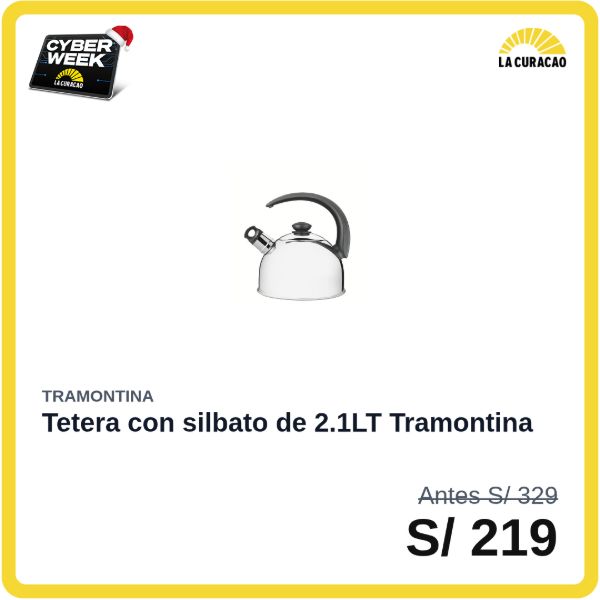 CYBER
WEEK
LA CURACAO
LA CURACAO
TRAMONTINA
Tetera con silbato de 2.1LT Tramontina
Antes S/ 329
S/ 219